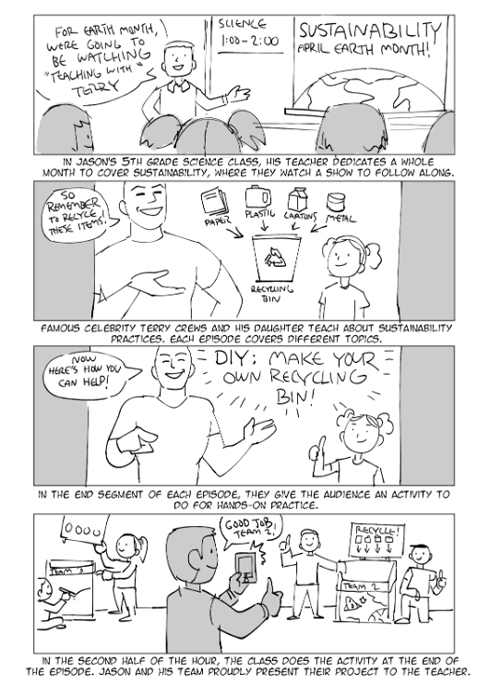 FOR EARTH MONTH,
WE'RE GOING TO
BE WATCHING
"TEACHING WITH"
TERRY
SCIENCE
1:00-2:00
SUSTAINABILITY
APRIL EARTH MONTH!
IN JASON'S 5TH GRADE SCIENCE CLASS, HIS TEACHER DEDICATES A WHOLE
MONTH TO COVER SUSTAINABILITY, WHERE THEY WATCH A SHOW TO FOLLOW ALONG.
SO
REMEMBER
TO RECYCLE
THESE ITEMS!
PAPER
PLASTIC
CARTONS
METAL
RECYCLING
BIN
FAMOUS CELEBRITY TERRY CREWS AND HIS DAUGHTER TEACH ABOUT SUSTAINABILITY
PRACTICES. EACH EPISODE COVERS DIFFERENT TOPICS.
NOW
HERE'S HOW YOU
CAN HELP!
DIY: MAKE YOUR
OWN RECYCLING
BIN!
IN THE END SEGMENT OF EACH EPISODE, THEY GIVE THE AUDIENCE AN ACTIVITY TO
DO FOR HANDS-ON PRACTICE.
GOOD JOB,
TEAM 2!
RECYCLE!
TEAM
TEAM 2
IN THE SECOND HALF OF THE HOUR, THE CLASS DOES THE ACTIVITY AT THE END OF
THE EPISODE. JASON AND HIS TEAM PROUDLY PRESENT THEIR PROJECT TO THE TEACHER.